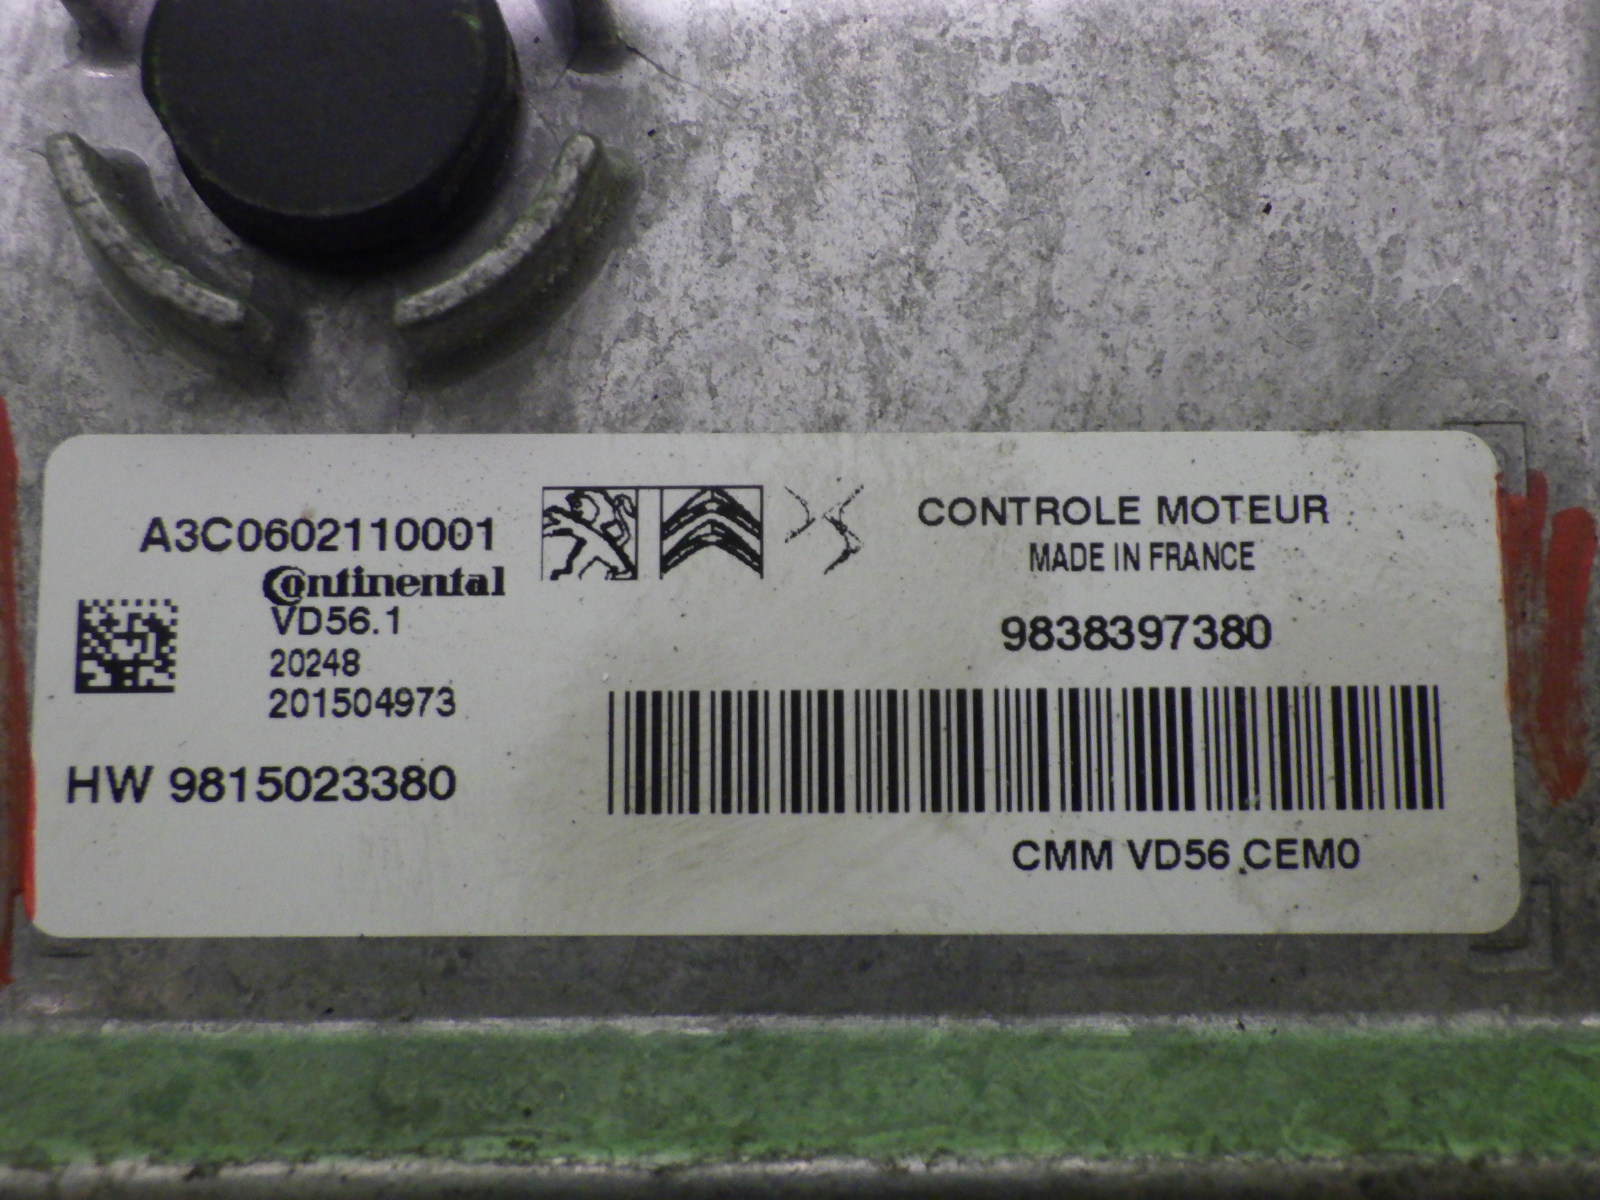 A3C0602110001
Continental
VD56.1
20248
201504973
HW 9815023380
CONTROLE MOTEUR
MADE IN FRANCE
9838397380
CMM VD56 CEM0